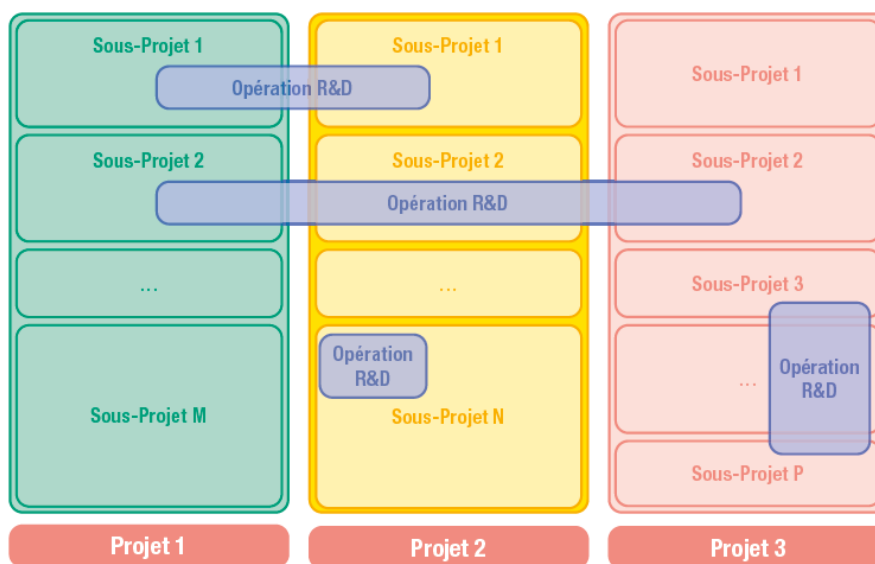 Sous-Projet 1
Opération R&D
Sous-Projet 2
...
Sous-Projet M
Projet 1
Sous-Projet 1
Sous-Projet 2
Opération R&D
...
Opération
R&D
Sous-Projet N
Projet 2
Sous-Projet 1
Sous-Projet 2
Sous-Projet 3
...
Opération
R&D
Sous-Projet P
Projet 3